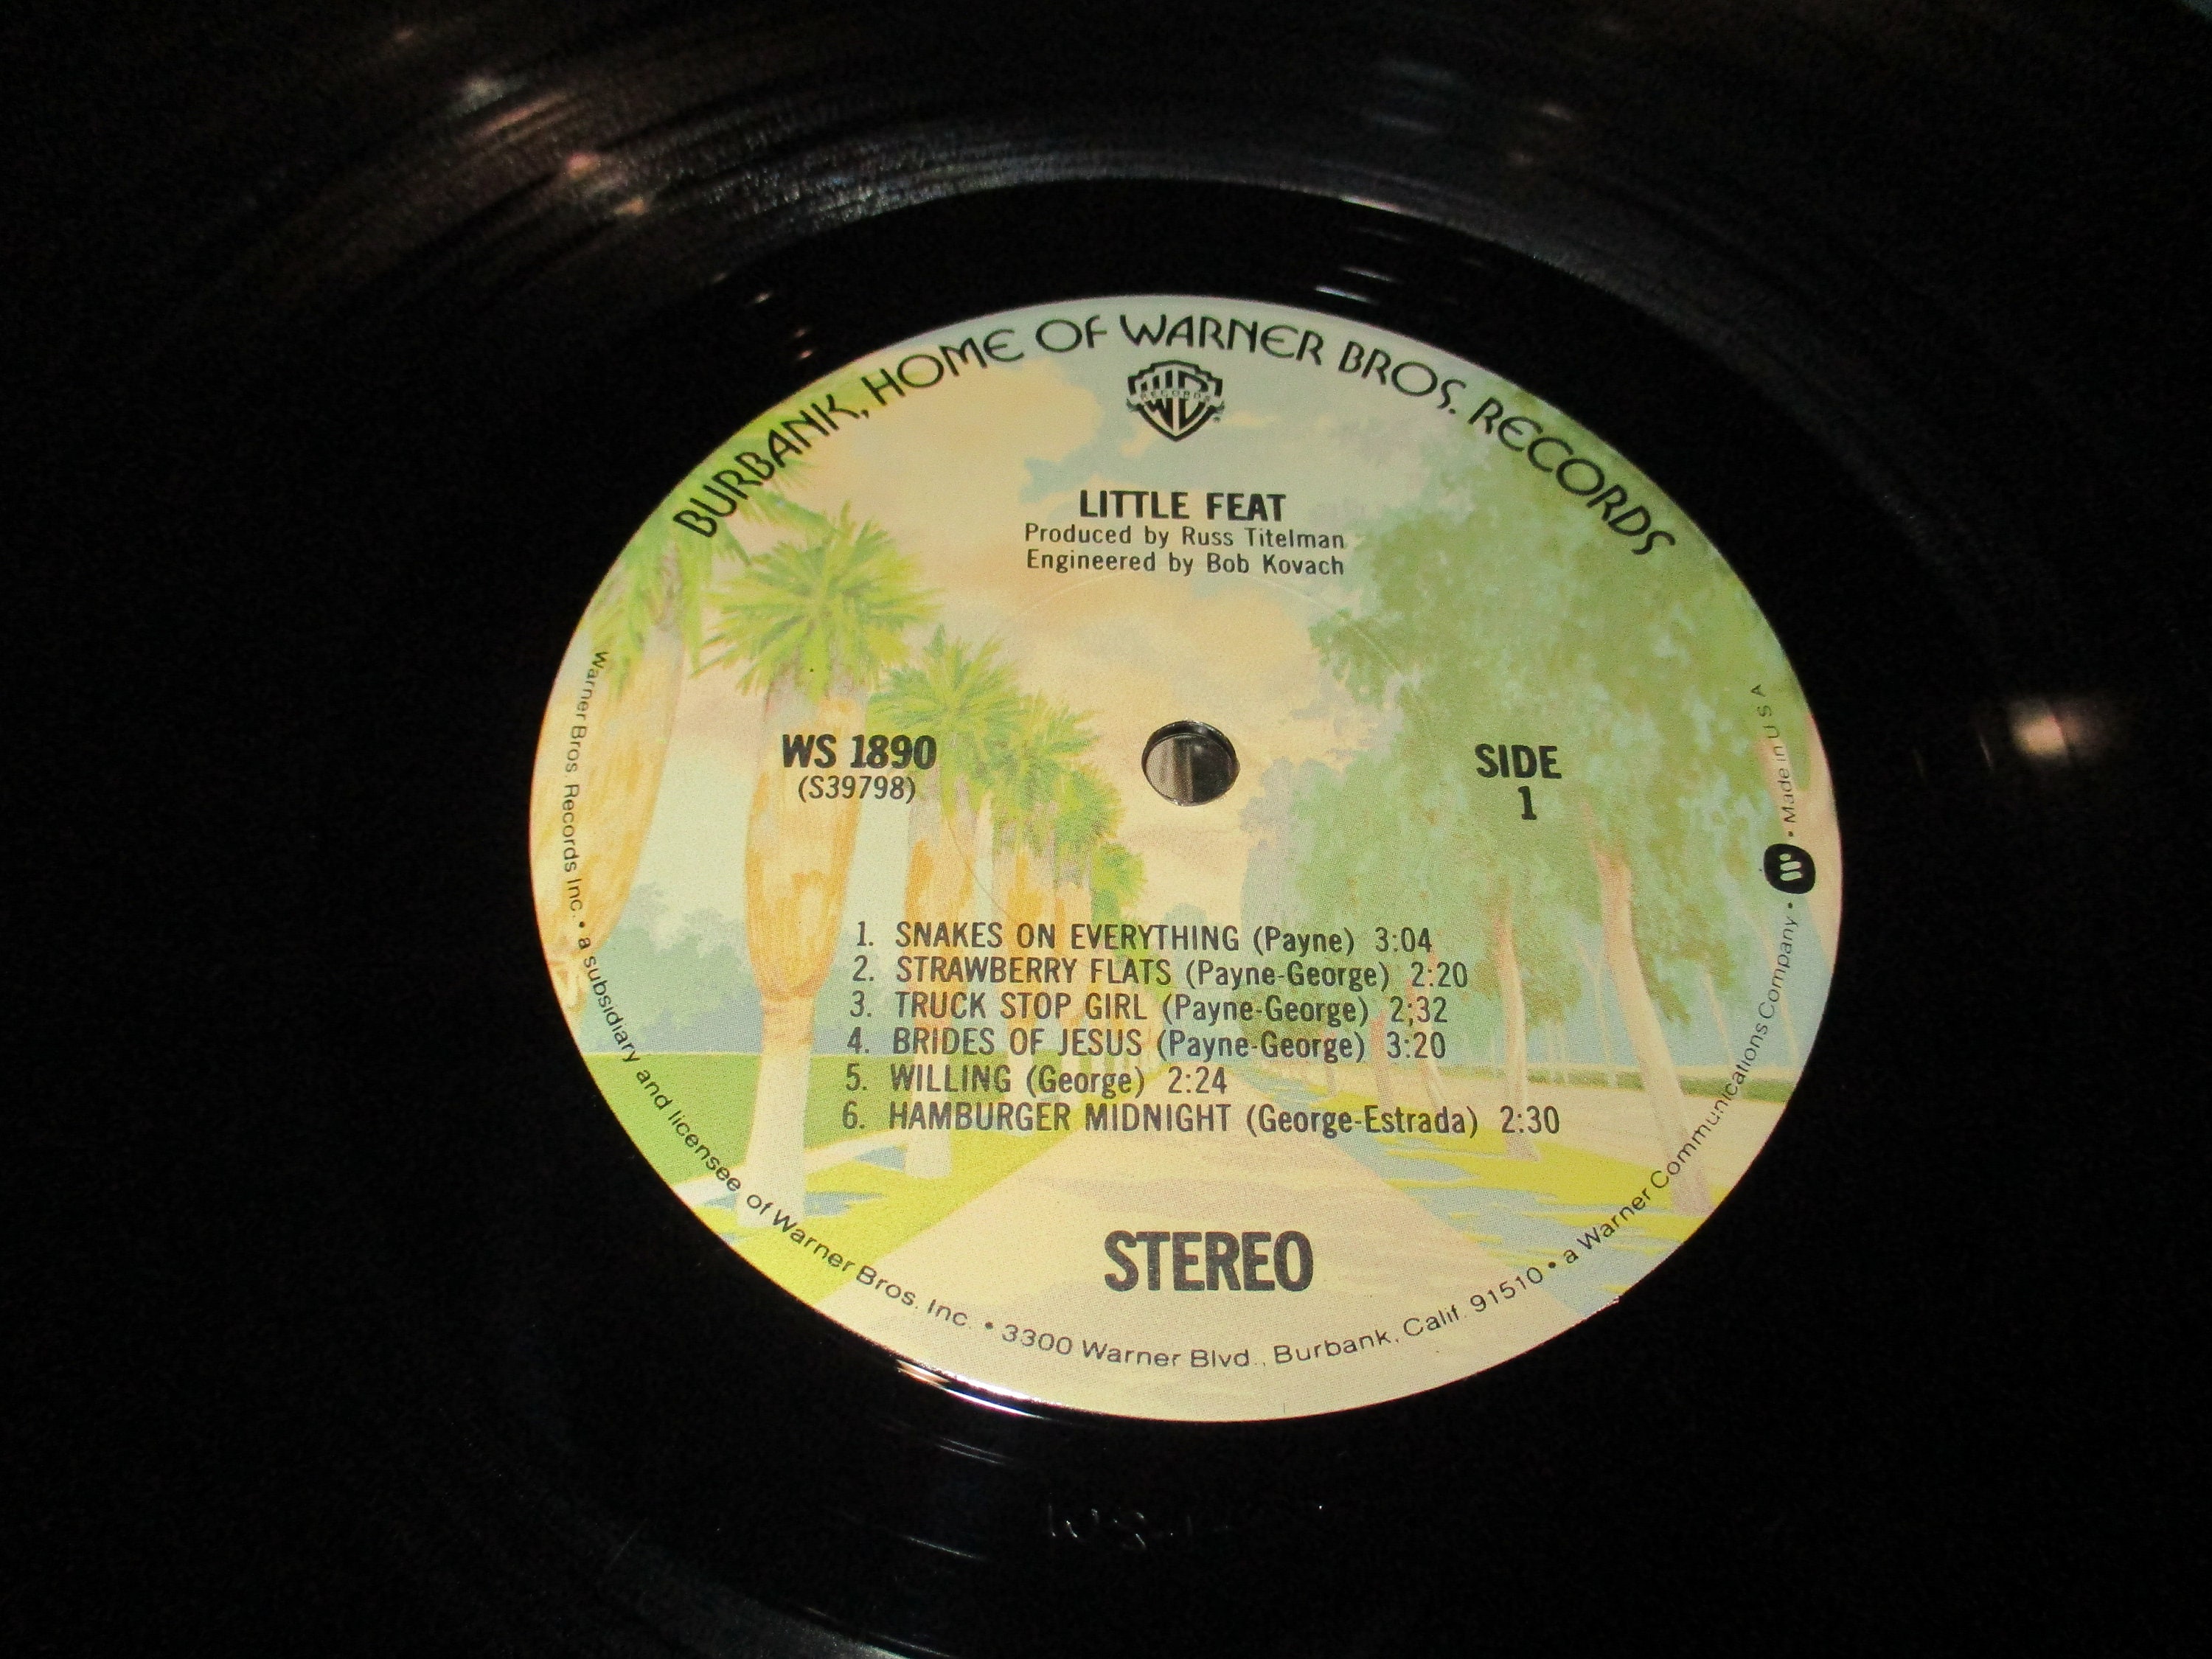 BURBANK, HOME OF WARNER BROS. RECORDS
WB
RECORDS
LITTLE FEAT
Produced by Russ Titelman
Engineered by Bob Kovach
WS 1890
(S39798)
SIDE
1
1. SNAKES ON EVERYTHING (Payne) 3:04
2. STRAWBERRY FLATS (Payne-George) 2:20
3. TRUCK STOP GIRL (Payne-George) 2;32
4. BRIDES OF JESUS (Payne-George) 3:20
5. WILLING (George) 2:24
6. HAMBURGER MIDNIGHT (George-Estrada) 2:30
STEREO
Warner Bros. Records Inc. • a subsidiary and licensee of Warner Bros. Inc. • 3300 Warner Blvd., Burbank, Calif. 91510 • a Warner Communications Company • W • Made in U S A